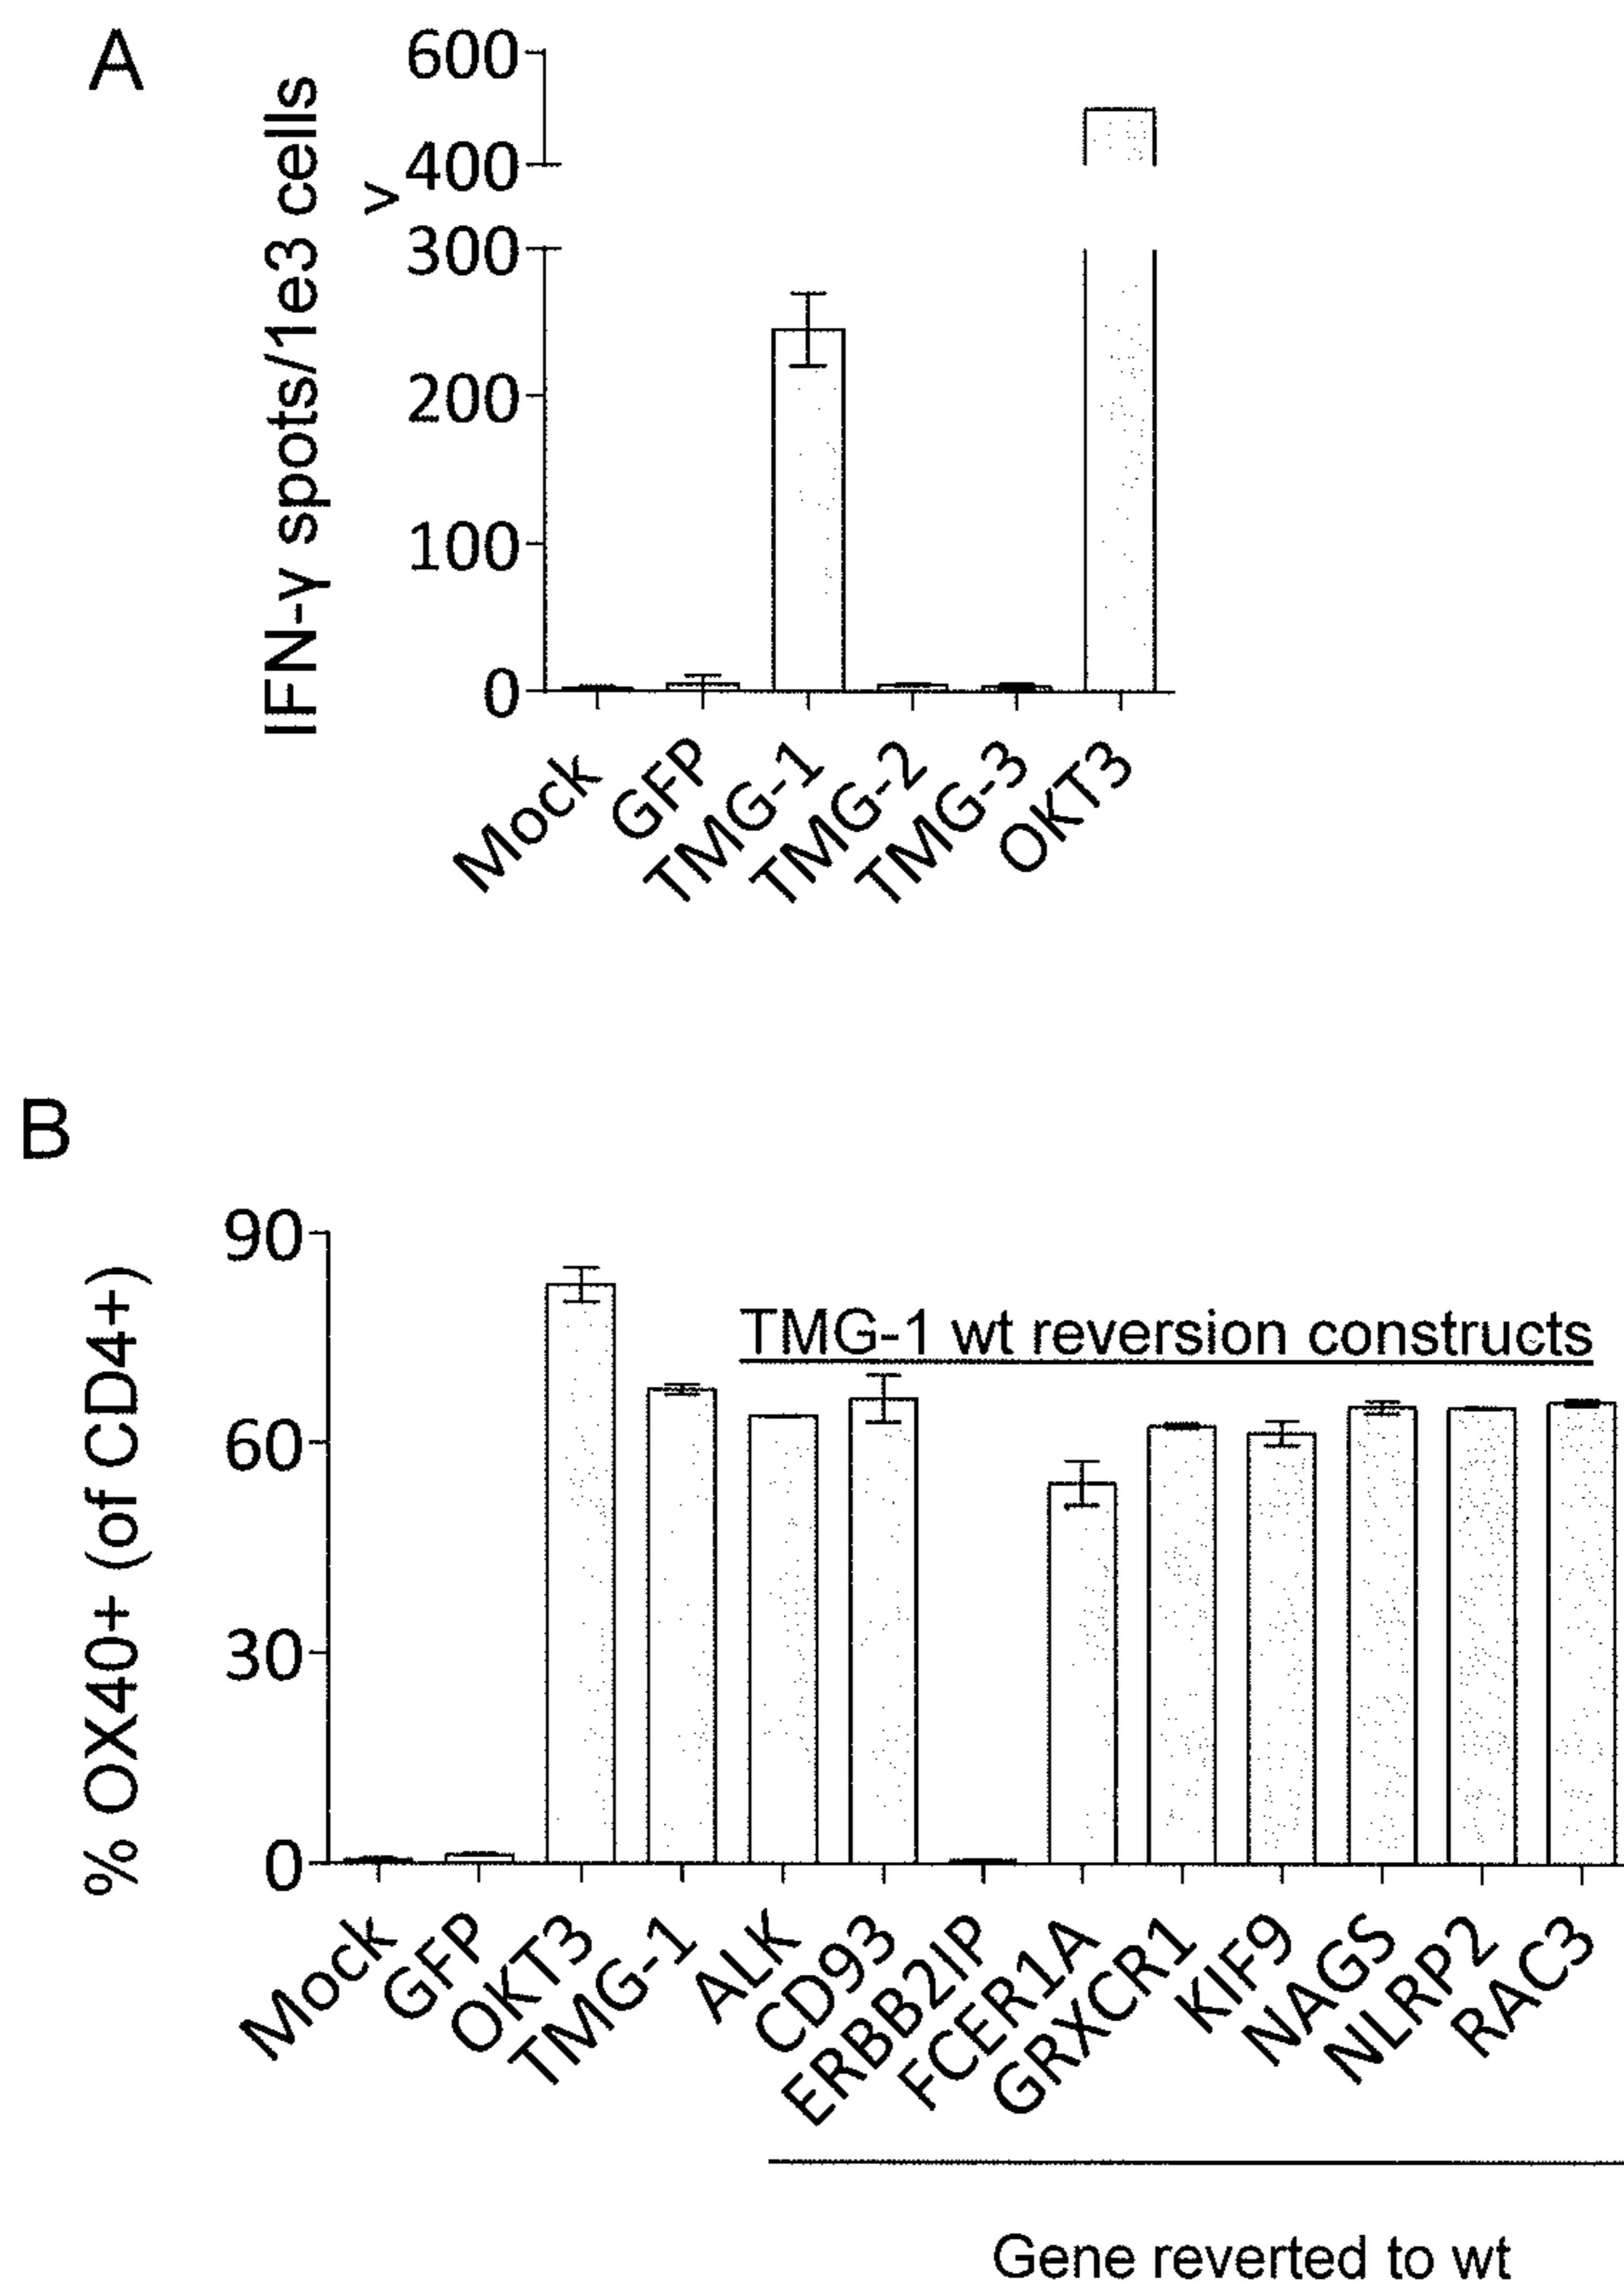 A
IFN-γ spots/1e3 cells
>
600
400
300
200
100
0
Mock
GFP
TMG-1
TMG-2
TMG-3
OKT3
B
% OX40+ (of CD4+)
90
60
30
0
TMG-1 wt reversion constructs
Mock
GFP
OKT3
TMG-1
ALK
CD93
ERBB2IP
FCER1A
GRXCR1
KIF9
NAGS
NLRP2
RAC3
Gene reverted to wt